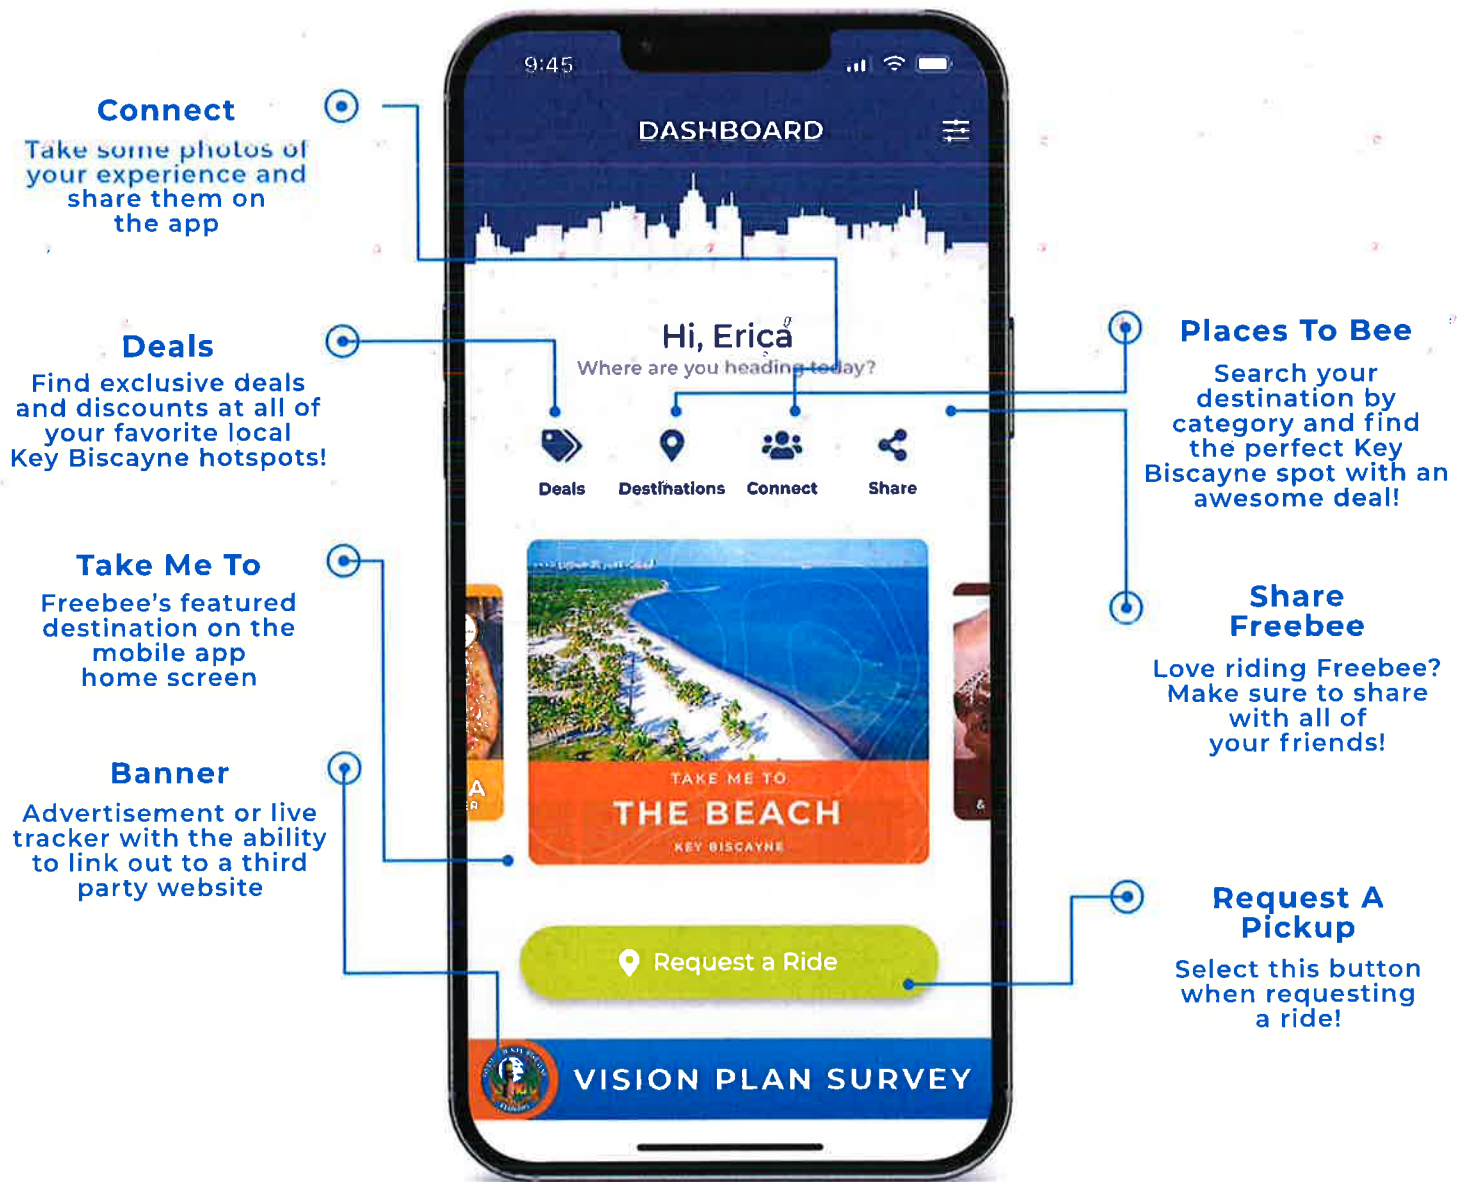 9:45
DASHBOARD
Connect
Take some photos of
your experience and
share them on
the app
Deals
Find exclusive deals
and discounts at all of
your favorite local
Key Biscayne hotspots!
Take Me To
Freebee's featured
destination on the
mobile app
home screen
Banner
Advertisement or live
tracker with the ability
to link out to a third
party website
Hi, Erica
Where are you heading today?
Deals
Destinations
Connect
Share
A
R
TAKE ME TO
THE BEACH
KEY BISCAYNE
&
Request a Ride
VISION PLAN SURVEY
Places To Bee
Search your
destination by
category and find
the perfect Key
Biscayne spot with an
awesome deal!
Share
Freebee
Love riding Freebee?
Make sure to share
with all of
your friends!
Request A
Pickup
Select this button
when requesting
a ride!